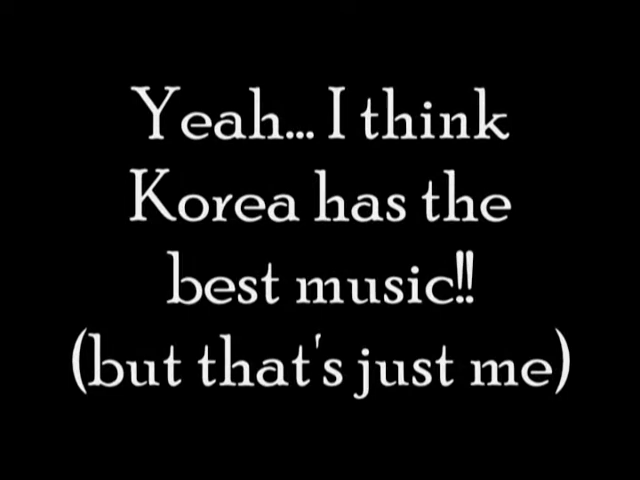 Yeah... I think
Korea has the
best music!!
(but that's just me)